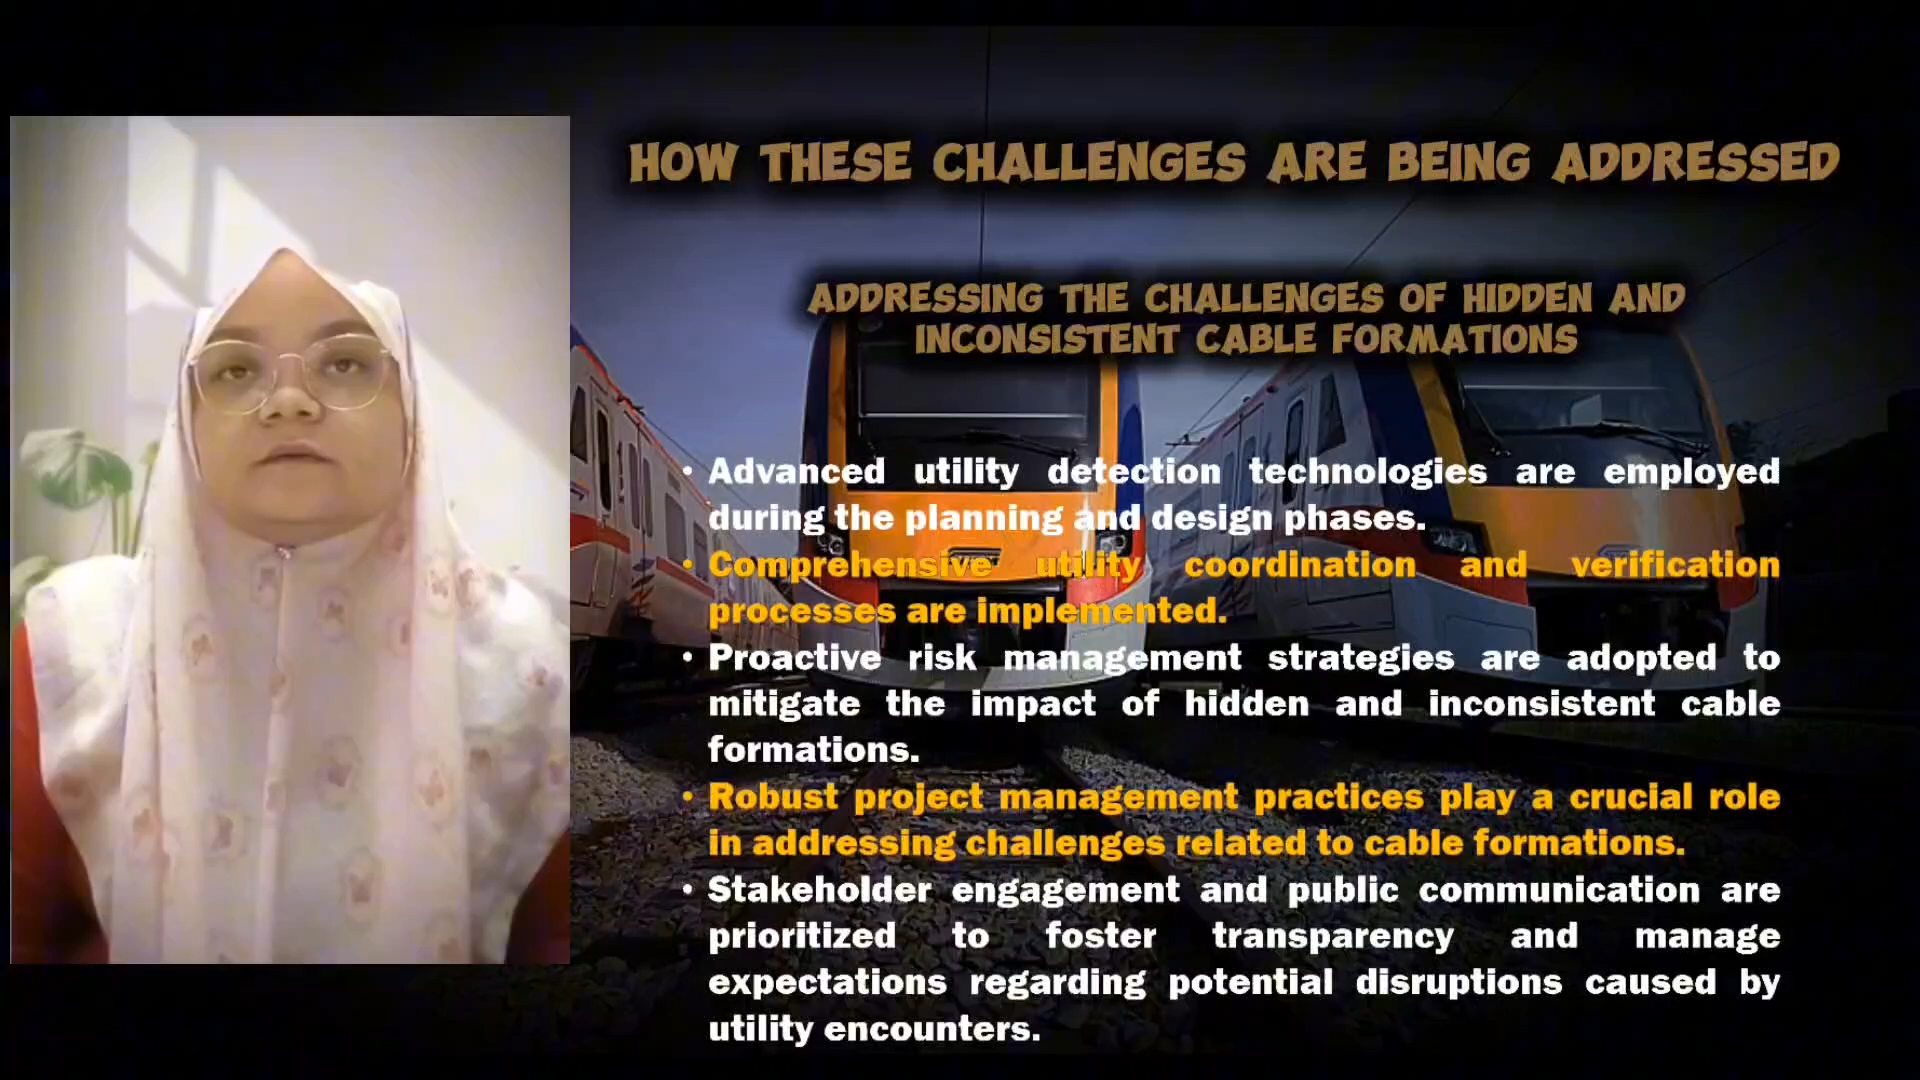 HOW THESE CHALLENGES ARE BEING ADDRESSED
ADDRESSING THE CHALLENGES OF HIDDEN AND
INCONSISTENT CABLE FORMATIONS
• Advanced utility detection technologies are employed
during the planning and design phases.
• Comprehensive utility coordination and verification
processes are implemented.
• Proactive risk management strategies are adopted to
mitigate the impact of hidden and inconsistent cable
formations.
• Robust project management practices play a crucial role
in addressing challenges related to cable formations.
• Stakeholder engagement and public communication are
prioritized to foster transparency and manage
expectations regarding potential disruptions caused by
utility encounters.